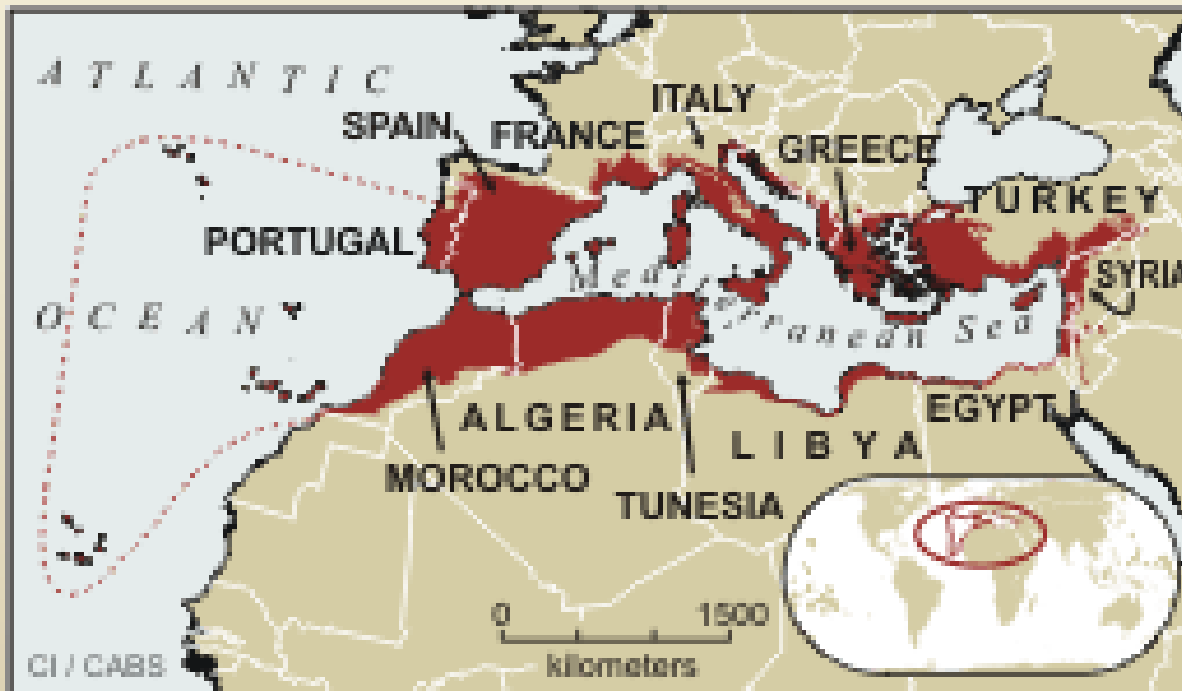 ATLANTIC
ITALY
SPAIN
FRANCE
GREECE
TURKEY
PORTUGAL
Mediterranean Sea
SYRIA
OCEAN
ALGERIA
EGYPT
LIBYA
MOROCCO
TUNESIA
0 1500
kilometers
CI / CABS